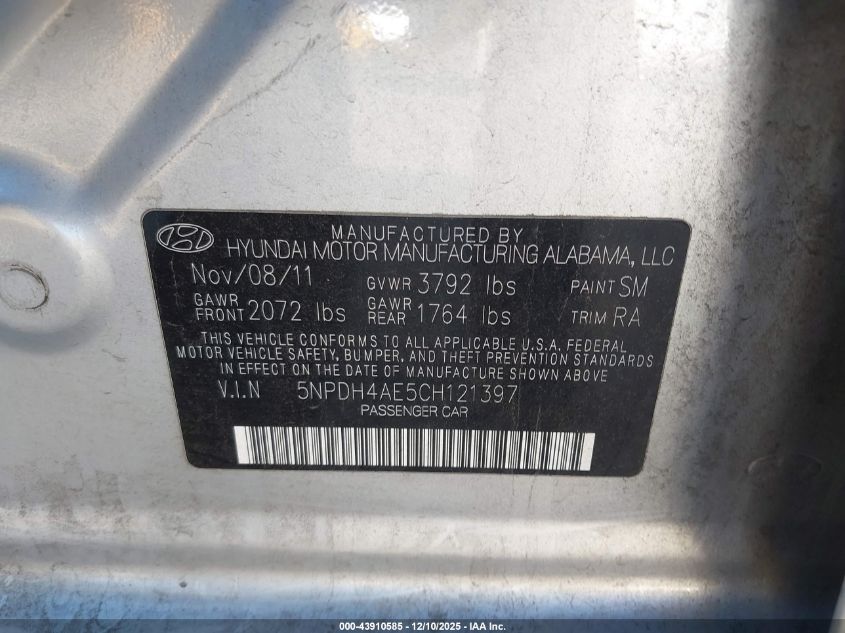 MANUFACTURED BY
HYUNDAI MOTOR MANUFACTURING ALABAMA, LLC
Nov/08/11 GVWR 3792 lbs PAINT SM
GAWR FRONT 2072 lbs GAWR REAR 1764 lbs TRIM RA
THIS VEHICLE CONFORMS TO ALL APPLICABLE U.S.A. FEDERAL
MOTOR VEHICLE SAFETY, BUMPER, AND THEFT PREVENTION STANDARDS
IN EFFECT ON THE DATE OF MANUFACTURE SHOWN ABOVE.
V.I.N 5NPDH4AE5CH121397
PASSENGER CAR
000-43910585 - 12/10/2025 - IAA Inc.